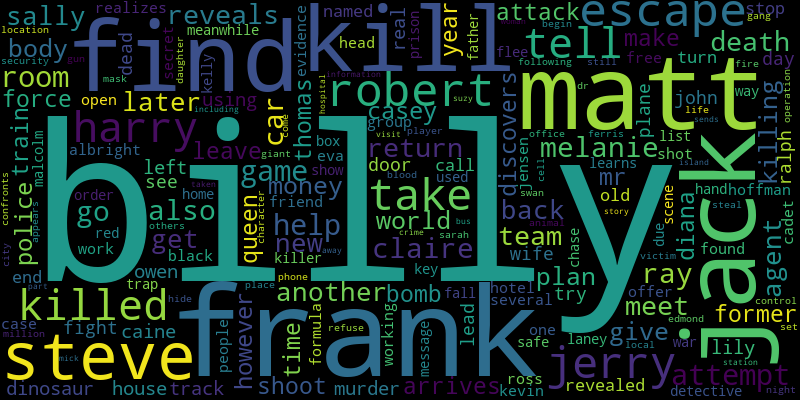 sally realizes reveals
find
kill
year
escape
attack
stop
begin
gang
location
security
gun
meanwhile
named
father
body
dead
secret
daughter
kelly
real
prison
head
evidence
tell
make
death
flee
free
turn
day
following
still
dr
fire
room
mask
hospital
information
suzy
robert
matt
force
open
later
using
including
car
come
thomas
casey
group
visit
player
discovers
plane
john
life
way
operation
killing
harry
leave
return
office
ferris
list
sends
train
malcolm
albright
left
giant
eva
box
show
door
call
used
jensen
melanie
learns
shot
cell
island
ralph
police
see
home
game
money
blood
sarah
swan
mr
hand
hoffman
confronts
order
taken
friend
take
back
old
story
scene
steal
billy
jack
go
also
red
others
queen
character
help
world
bus
animal
team
diana
due
found
cadet
city
appears
work
black
get
new
killer
claire
crime
wife
chase
victim
agent
end
owen
trap
key
away
plan
ray
part
hide
phone
another
bomb
fall
hotel
several
try
offer
meet
control
former
killed
frank
place
lily
edmond
set
case
million
fight
caine
people
however
time
formula
refuse
working
message
lead
one
safe
laney
local
give
war
station
steve
mick
shoot
jerry
attempt
dinosaur
house
track
murder
arrives
ross
kevin
revealed
detective
night